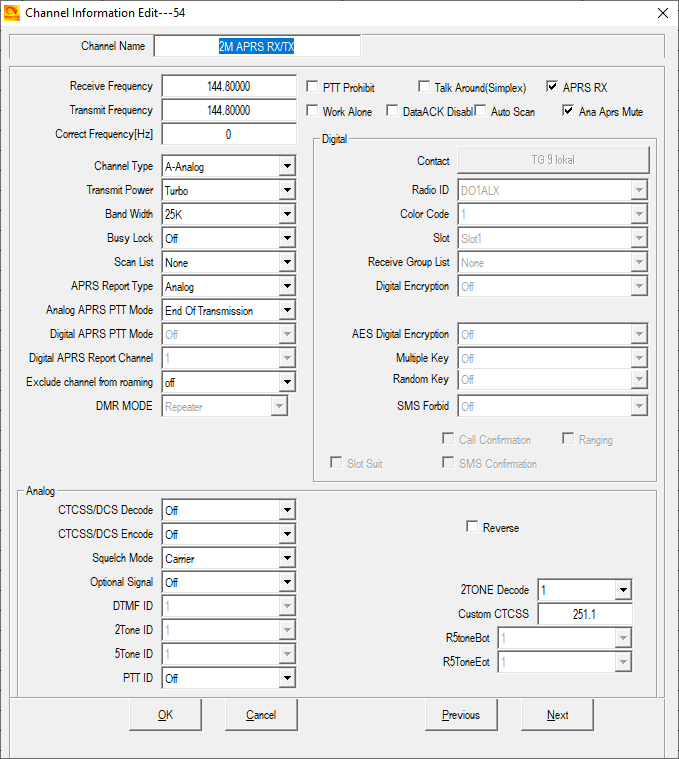 Channel Information Edit---54
Channel Name 2M APRS RX/TX
Receive Frequency 144.80000 PTT Prohibit Talk Around(Simplex) APRS RX
Transmit Frequency 144.80000 Work Alone DataACK Disabl Auto Scan Ana Aprs Mute
Correct Frequency[Hz] 0
Digital
Channel Type A-Analog
Transmit Power Turbo
Band Width 25K
Busy Lock Off
Scan List None
APRS Report Type Analog
Analog APRS PTT Mode End Of Transmission
Digital APRS PTT Mode Off
Digital APRS Report Channel 1
Exclude channel from roaming off
DMR MODE Repeater
Contact TG 9 lokal
Radio ID DO1ALX
Color Code 1
Slot Slot1
Receive Group List None
Digital Encryption Off
AES Digital Encryption Off
Multiple Key Off
Random Key Off
SMS Forbid Off
Call Confirmation Ranging
Slot Suit SMS Confirmation
Analog
CTCSS/DCS Decode Off
CTCSS/DCS Encode Off
Squelch Mode Carrier
Optional Signal Off
DTMF ID 1
2Tone ID 1
5Tone ID 1
PTT ID Off
Reverse
2TONE Decode 1
Custom CTCSS 251.1
R5toneBot 1
R5ToneEot 1
OK Cancel Previous Next